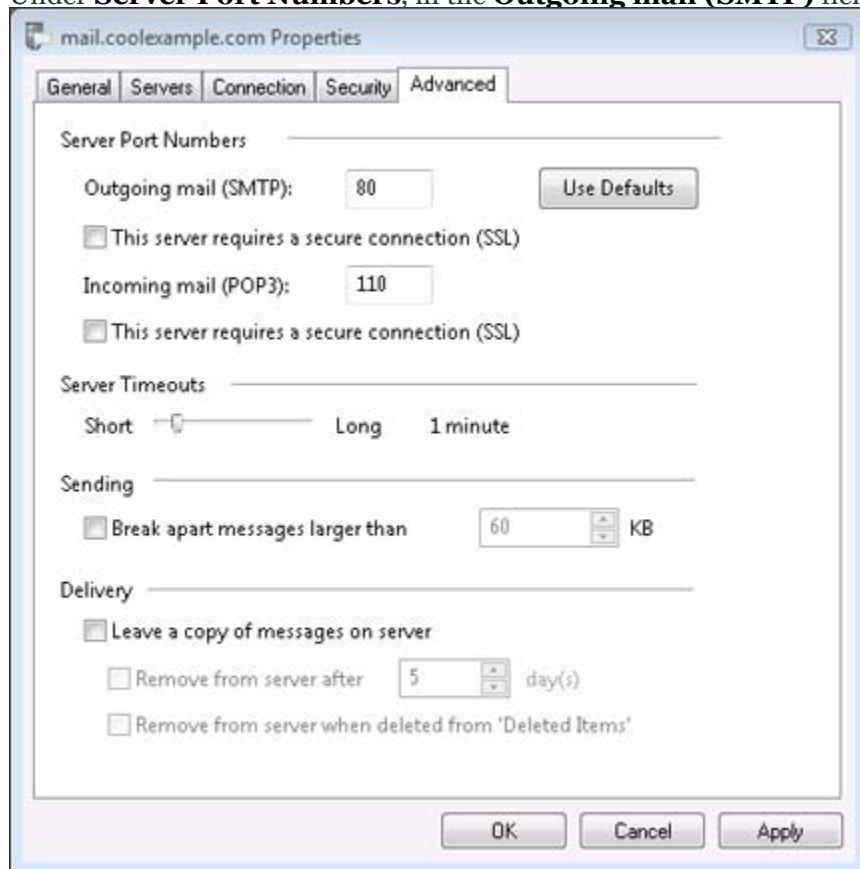 Under Server Port Numbers, in the Outgoing mail (SMTP)
mail.coolexample.com Properties
General Servers Connection Security Advanced
Server Port Numbers
Outgoing mail (SMTP): 80 Use Defaults
This server requires a secure connection (SSL)
Incoming mail (POP3): 110
This server requires a secure connection (SSL)
Server Timeouts
Short Long 1 minute
Sending
Break apart messages larger than 60 KB
Delivery
Leave a copy of messages on server
Remove from server after 5 day(s)
Remove from server when deleted from 'Deleted Items'
OK Cancel Apply